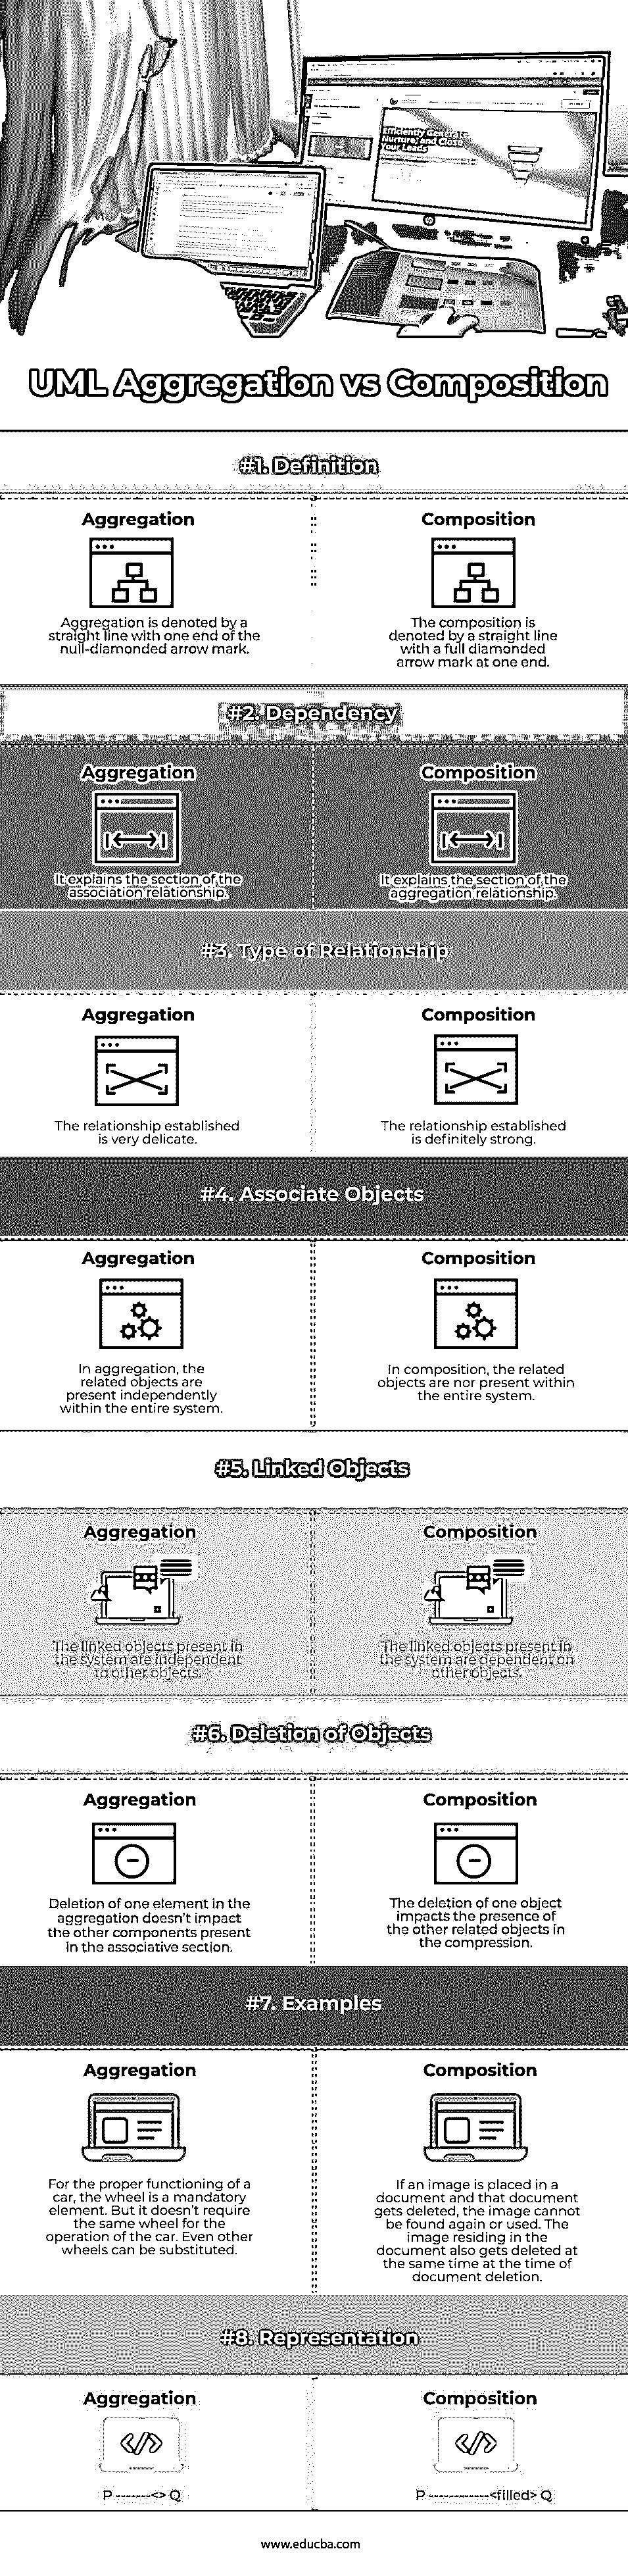 Efficiently Generate,
Nurture, and Close
Your Leads
UML Aggregation vs Composition
#1. Definition
Aggregation
Aggregation is denoted by a
straight line with one end of the
null-diamonded arrow mark.
Composition
The composition is
denoted by a straight line
with a full diamonded
arrow mark at one end.
#2. Dependency
Aggregation
It explains the section of the
association relationship.
Composition
It explains the section of the
aggregation relationship.
#3. Type of Relationship
Aggregation
The relationship established
is very delicate.
Composition
The relationship established
is definitely strong.
#4. Associate Objects
Aggregation
In aggregation, the
related objects are
present independently
within the entire system.
Composition
In composition, the related
objects are nor present within
the entire system.
#5. Linked Objects
Aggregation
The linked objects present in
the system are independent
to other objects.
Composition
The linked objects present in
the system are dependent on
other objects.
#6. Deletion of Objects
Aggregation
Deletion of one element in the
aggregation doesn't impact
the other components present
in the associative section.
Composition
The deletion of one object
impacts the presence of
the other related objects in
the compression.
#7. Examples
Aggregation
For the proper functioning of a
car, the wheel is a mandatory
element. But it doesn't require
the same wheel for the
operation of the car. Even other
wheels can be substituted.
Composition
If an image is placed in a
document and that document
gets deleted, the image cannot
be found again or used. The
image residing in the
document also gets deleted at
the same time at the time of
document deletion.
#8. Representation
Aggregation
P -------<> Q
Composition
P ------------<filled> Q
www.educba.com